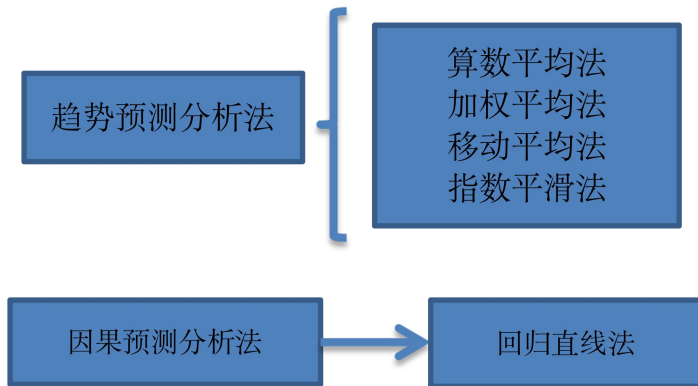 趋势预测分析法
算数平均法
加权平均法
移动平均法
指数平滑法
因果预测分析法
回归直线法